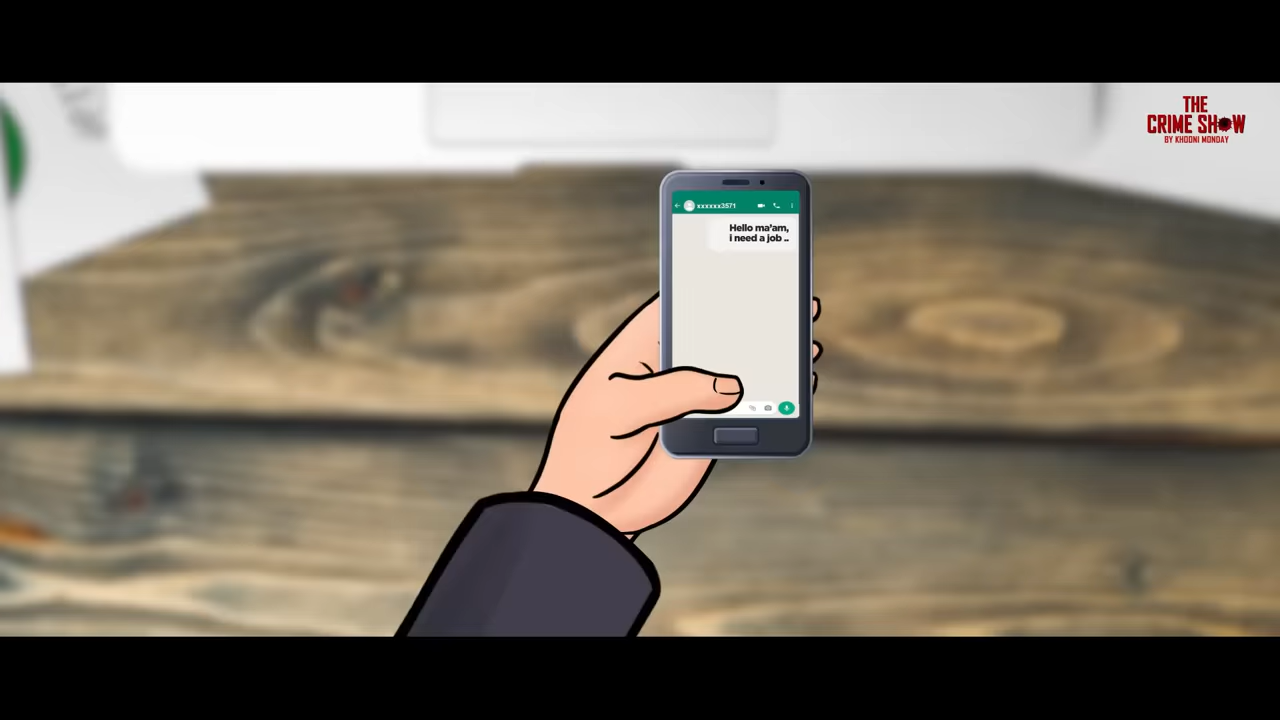 THE
CRIME SHOW
BY KHOONI MONDAY
xxxxxx3571
Hello ma'am,
i need a job ..